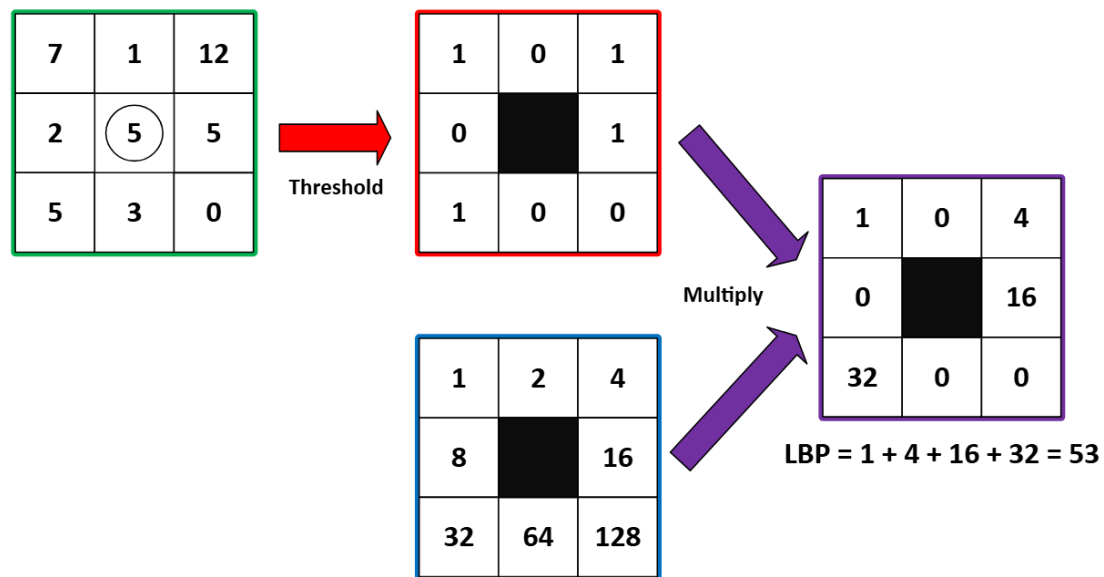 7 1 12
2 5 5
5 3 0
Threshold
1 0 1
0 1
1 0 0
1 2 4
8 16
32 64 128
Multiply
1 0 4
0 16
32 0 0
LBP = 1 + 4 + 16 + 32 = 53